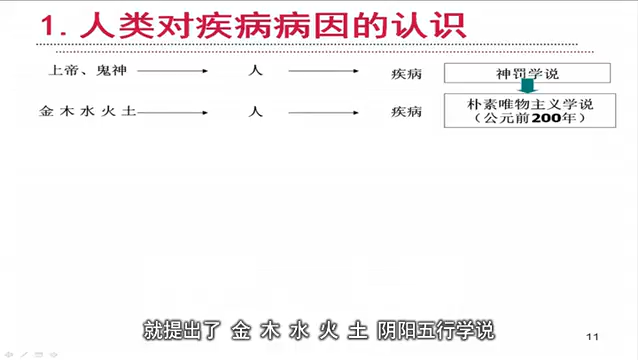 1. 人类对疾病病因的认识
上帝、鬼神 人 疾病 神罚学说
金 木 水 火 土 人 疾病 朴素唯物主义学说
（公元前200年）
就提出了 金 木 水 火 土 阴阳五行学说
11